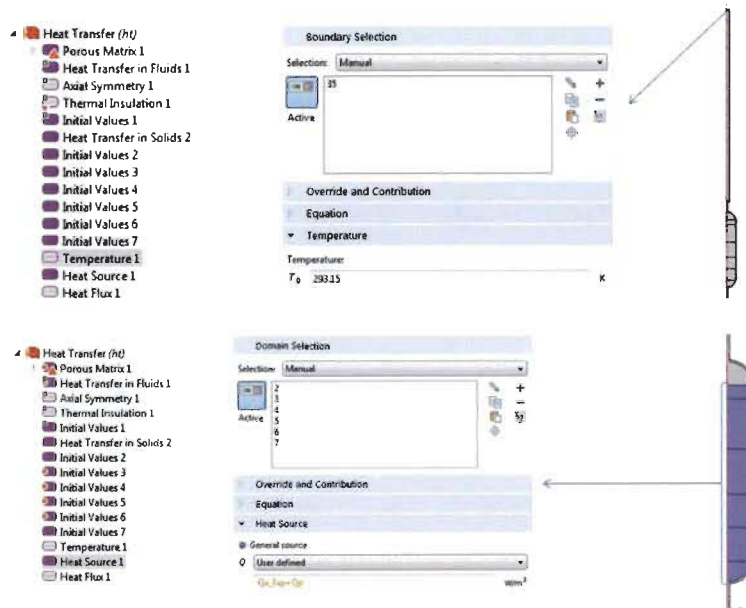 Heat Transfer (ht)
Porous Matrix 1
Heat Transfer in Fluids 1
Axial Symmetry 1
Thermal Insulation 1
Initial Values 1
Heat Transfer in Solids 2
Initial Values 2
Initial Values 3
Initial Values 4
Initial Values 5
Initial Values 6
Initial Values 7
Temperature 1
Heat Source 1
Heat Flux 1
Boundary Selection
Selection: Manual
35
Active
Override and Contribution
Equation
Temperature
Temperature:
T0 293.15 K
Heat Transfer (ht)
Porous Matrix 1
Heat Transfer in Fluids 1
Axial Symmetry 1
Thermal Insulation 1
Initial Values 1
Heat Transfer in Solids 2
Initial Values 2
Initial Values 3
Initial Values 4
Initial Values 5
Initial Values 6
Initial Values 7
Temperature 1
Heat Source 1
Heat Flux 1
Domain Selection
Selection: Manual
2
3
4
5
6
7
Active
Override and Contribution
Equation
Heat Source
General source
Q User defined
W/m³